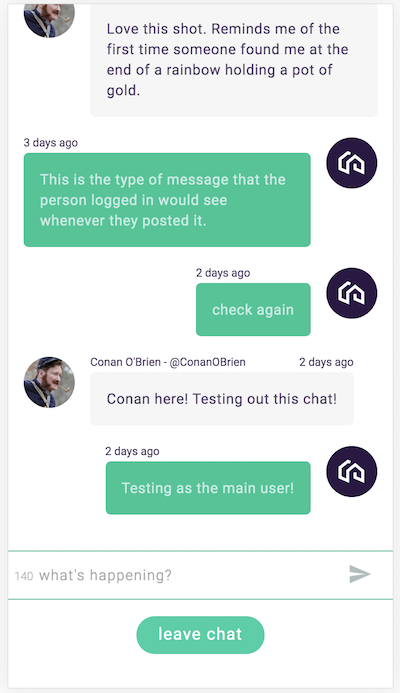 Love this shot. Reminds me of the
first time someone found me at the
end of a rainbow holding a pot of
gold.
3 days ago
This is the type of message that the
person logged in would see
whenever they posted it.
2 days ago
check again
Conan O'Brien - @ConanOBrien 2 days ago
Conan here! Testing out this chat!
2 days ago
Testing as the main user!
140 what's happening?
leave chat